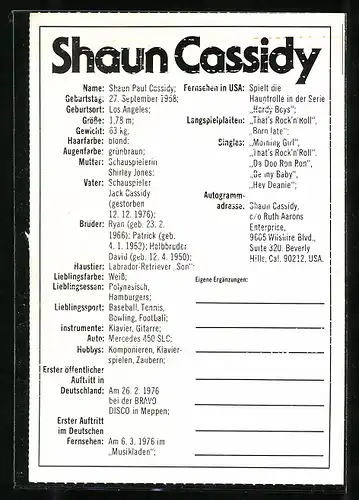 Shaun Cassidy
Name: Shaun Paul Cassidy;
Geburtstag: 27. September 1958;
Geburtsort: Los Angeles;
Größe: 1,78 m;
Gewicht: 63 kg;
Haarfarbe: blond;
Augenfarbe: grünbraun;
Mutter: Schauspielerin
Shirley Jones;
Vater: Schauspieler
Jack Cassidy
(gestorben
12. 12. 1976);
Brüder: Ryan (geb. 23. 2.
1966); Patrick (geb.
4. 1. 1952); Halbbruder
David (geb. 12. 4. 1950);
Haustier: Labrador-Retriever „Son“
Lieblingsfarbe: Weiß;
Lieblingsessan: Polynesisch,
Hamburgers;
Lieblingssport: Baseball, Tennis,
Bowling, Football;
instrumente: Klavier, Gitarre;
Auto: Mercedes 450 SLC;
Hobbys: Komponieren, Klavier-
spielen, Zaubern;
Erster öffentlicher
Auftritt in
Deutschland: Am 26. 2. 1976
bei der BRAVO
DISCO in Meppen;
Erster Auftritt
im Deutschen
Fernsehen: Am 6. 3. 1976 im
„Musikladen“;
Fernsehen in USA: Spielt die
Hauptrolle in der Serie
„Hardy Boys“;
Langspielplatten: „That's Rock'n'Roll“,
„Born late“;
Singles: „Morning Girl“,
„That's Rock'n'Roll“,
„Da Doo Ron Ron“,
„Be my Baby“,
„Hey Deanie“;
Autogramm-
adresse: Shaun Cassidy,
c/o Ruth Aarons
Enterprice,
9605 Wilshire Blvd.,
Suite 320, Beverly
Hills, Cal. 90212, USA.
Eigene Ergänzungen: